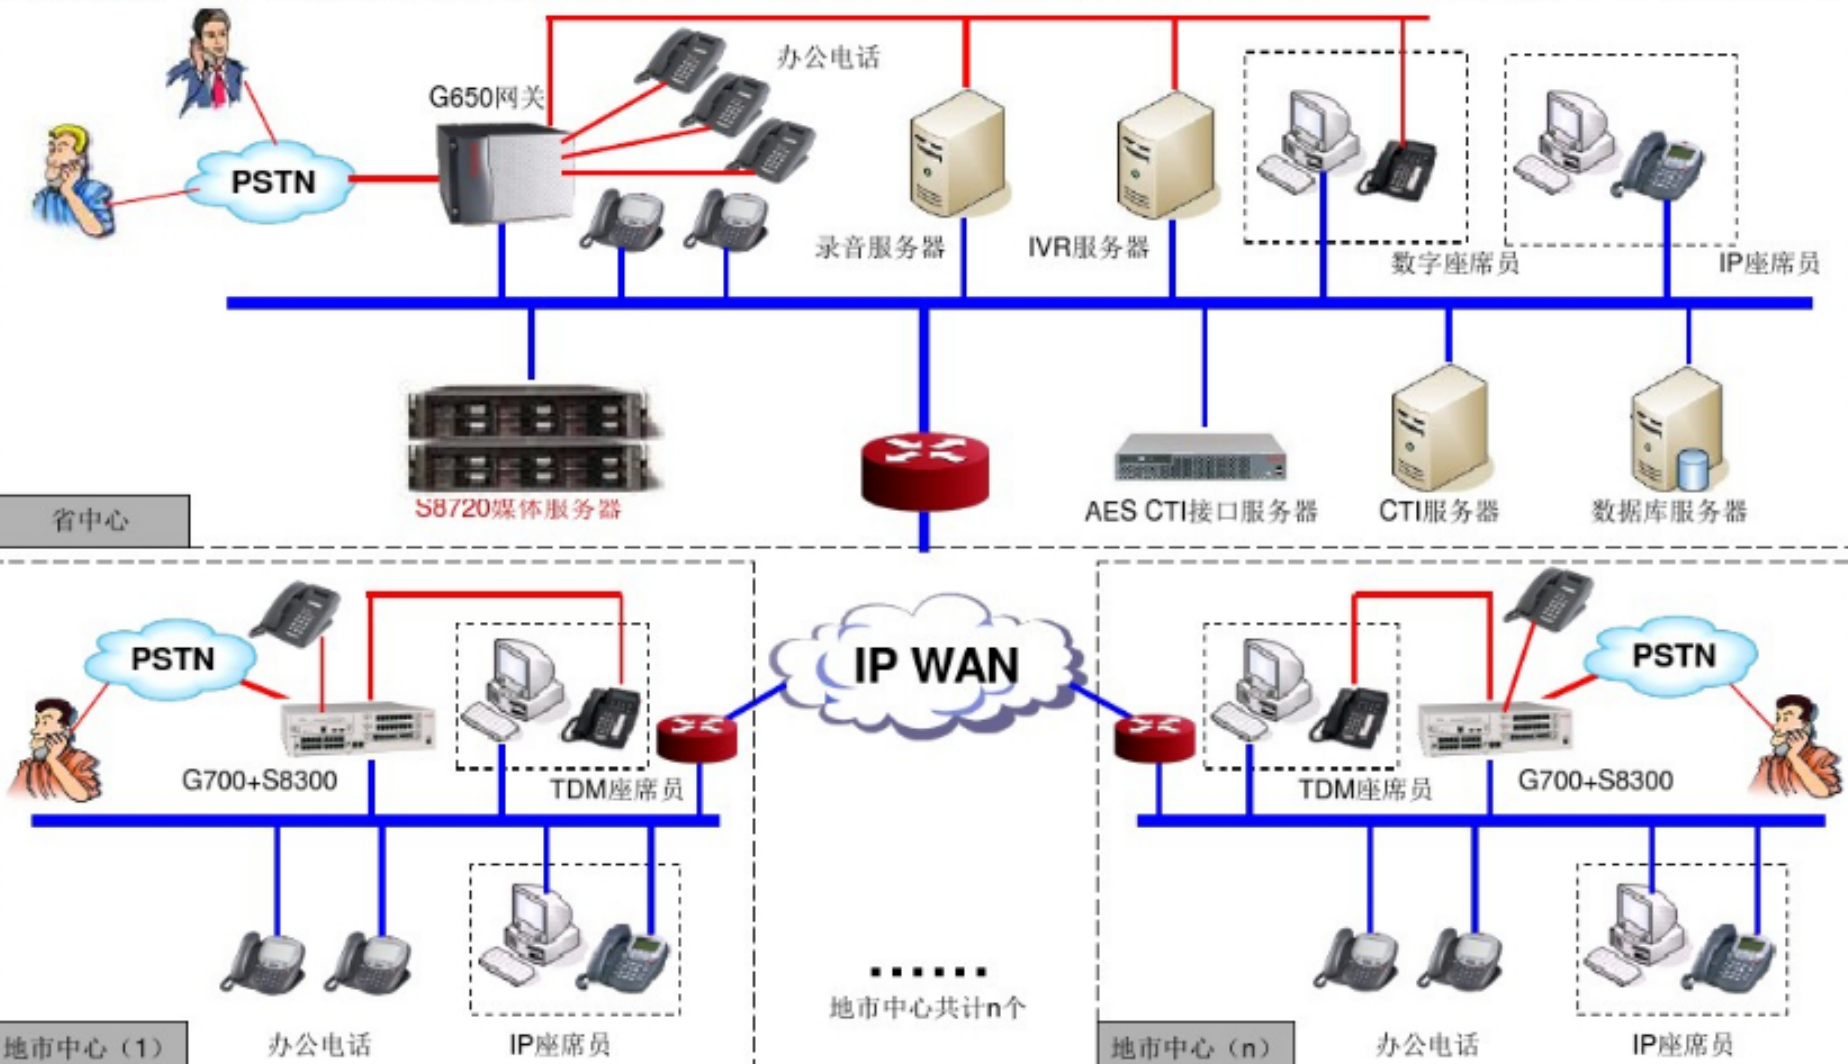 办公电话
G650网关
PSTN
录音服务器
IVR服务器
数字座席员
IP座席员
S8720媒体服务器
AES CTI接口服务器
CTI服务器
数据库服务器
省中心
PSTN
G700+S8300
TDM座席员
IP WAN
TDM座席员
G700+S8300
PSTN
地市中心共计n个
地市中心（1）
办公电话
IP座席员
地市中心（n）
办公电话
IP座席员